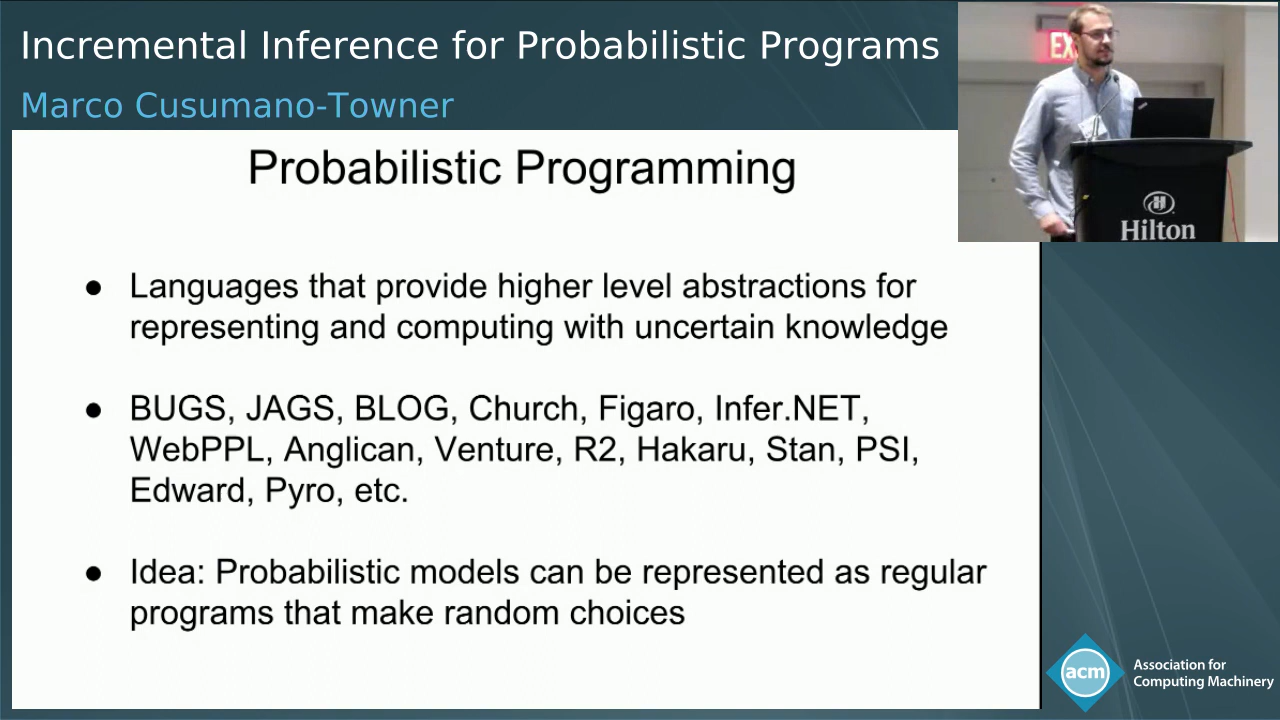 Incremental Inference for Probabilistic Programs
Marco Cusumano-Towner
EX
Hilton
Probabilistic Programming
● Languages that provide higher level abstractions for
representing and computing with uncertain knowledge
● BUGS, JAGS, BLOG, Church, Figaro, Infer.NET,
WebPPL, Anglican, Venture, R2, Hakaru, Stan, PSI,
Edward, Pyro, etc.
● Idea: Probabilistic models can be represented as regular
programs that make random choices
acm
Association for
Computing Machinery